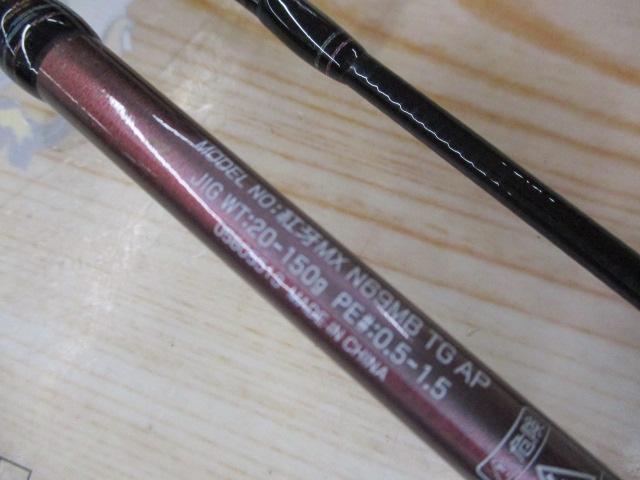 MODEL NO:紅牙MX N69MB TG AP
JIG WT:20-150g PE#:0.5-1.5
MADE IN CHINA